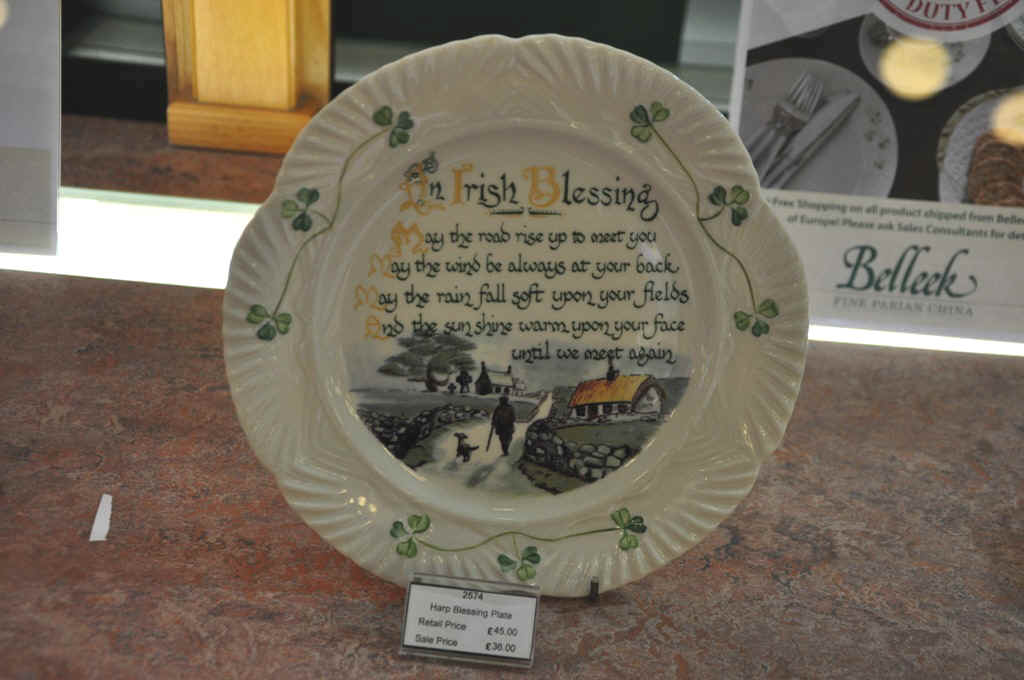 DUTY
An Irish Blessing
May the road rise up to meet you
May the wind be always at your back
May the rain fall soft upon your fields
And the sun shine warm upon your face
until we meet again
Free Shopping on all product shipped from
of Europe! Please ask Sales Consultants for
Belleek
FINE PARIAN CHINA
2574
Harp Blessing Plate
Retail Price £45.00
Sale Price £36.00